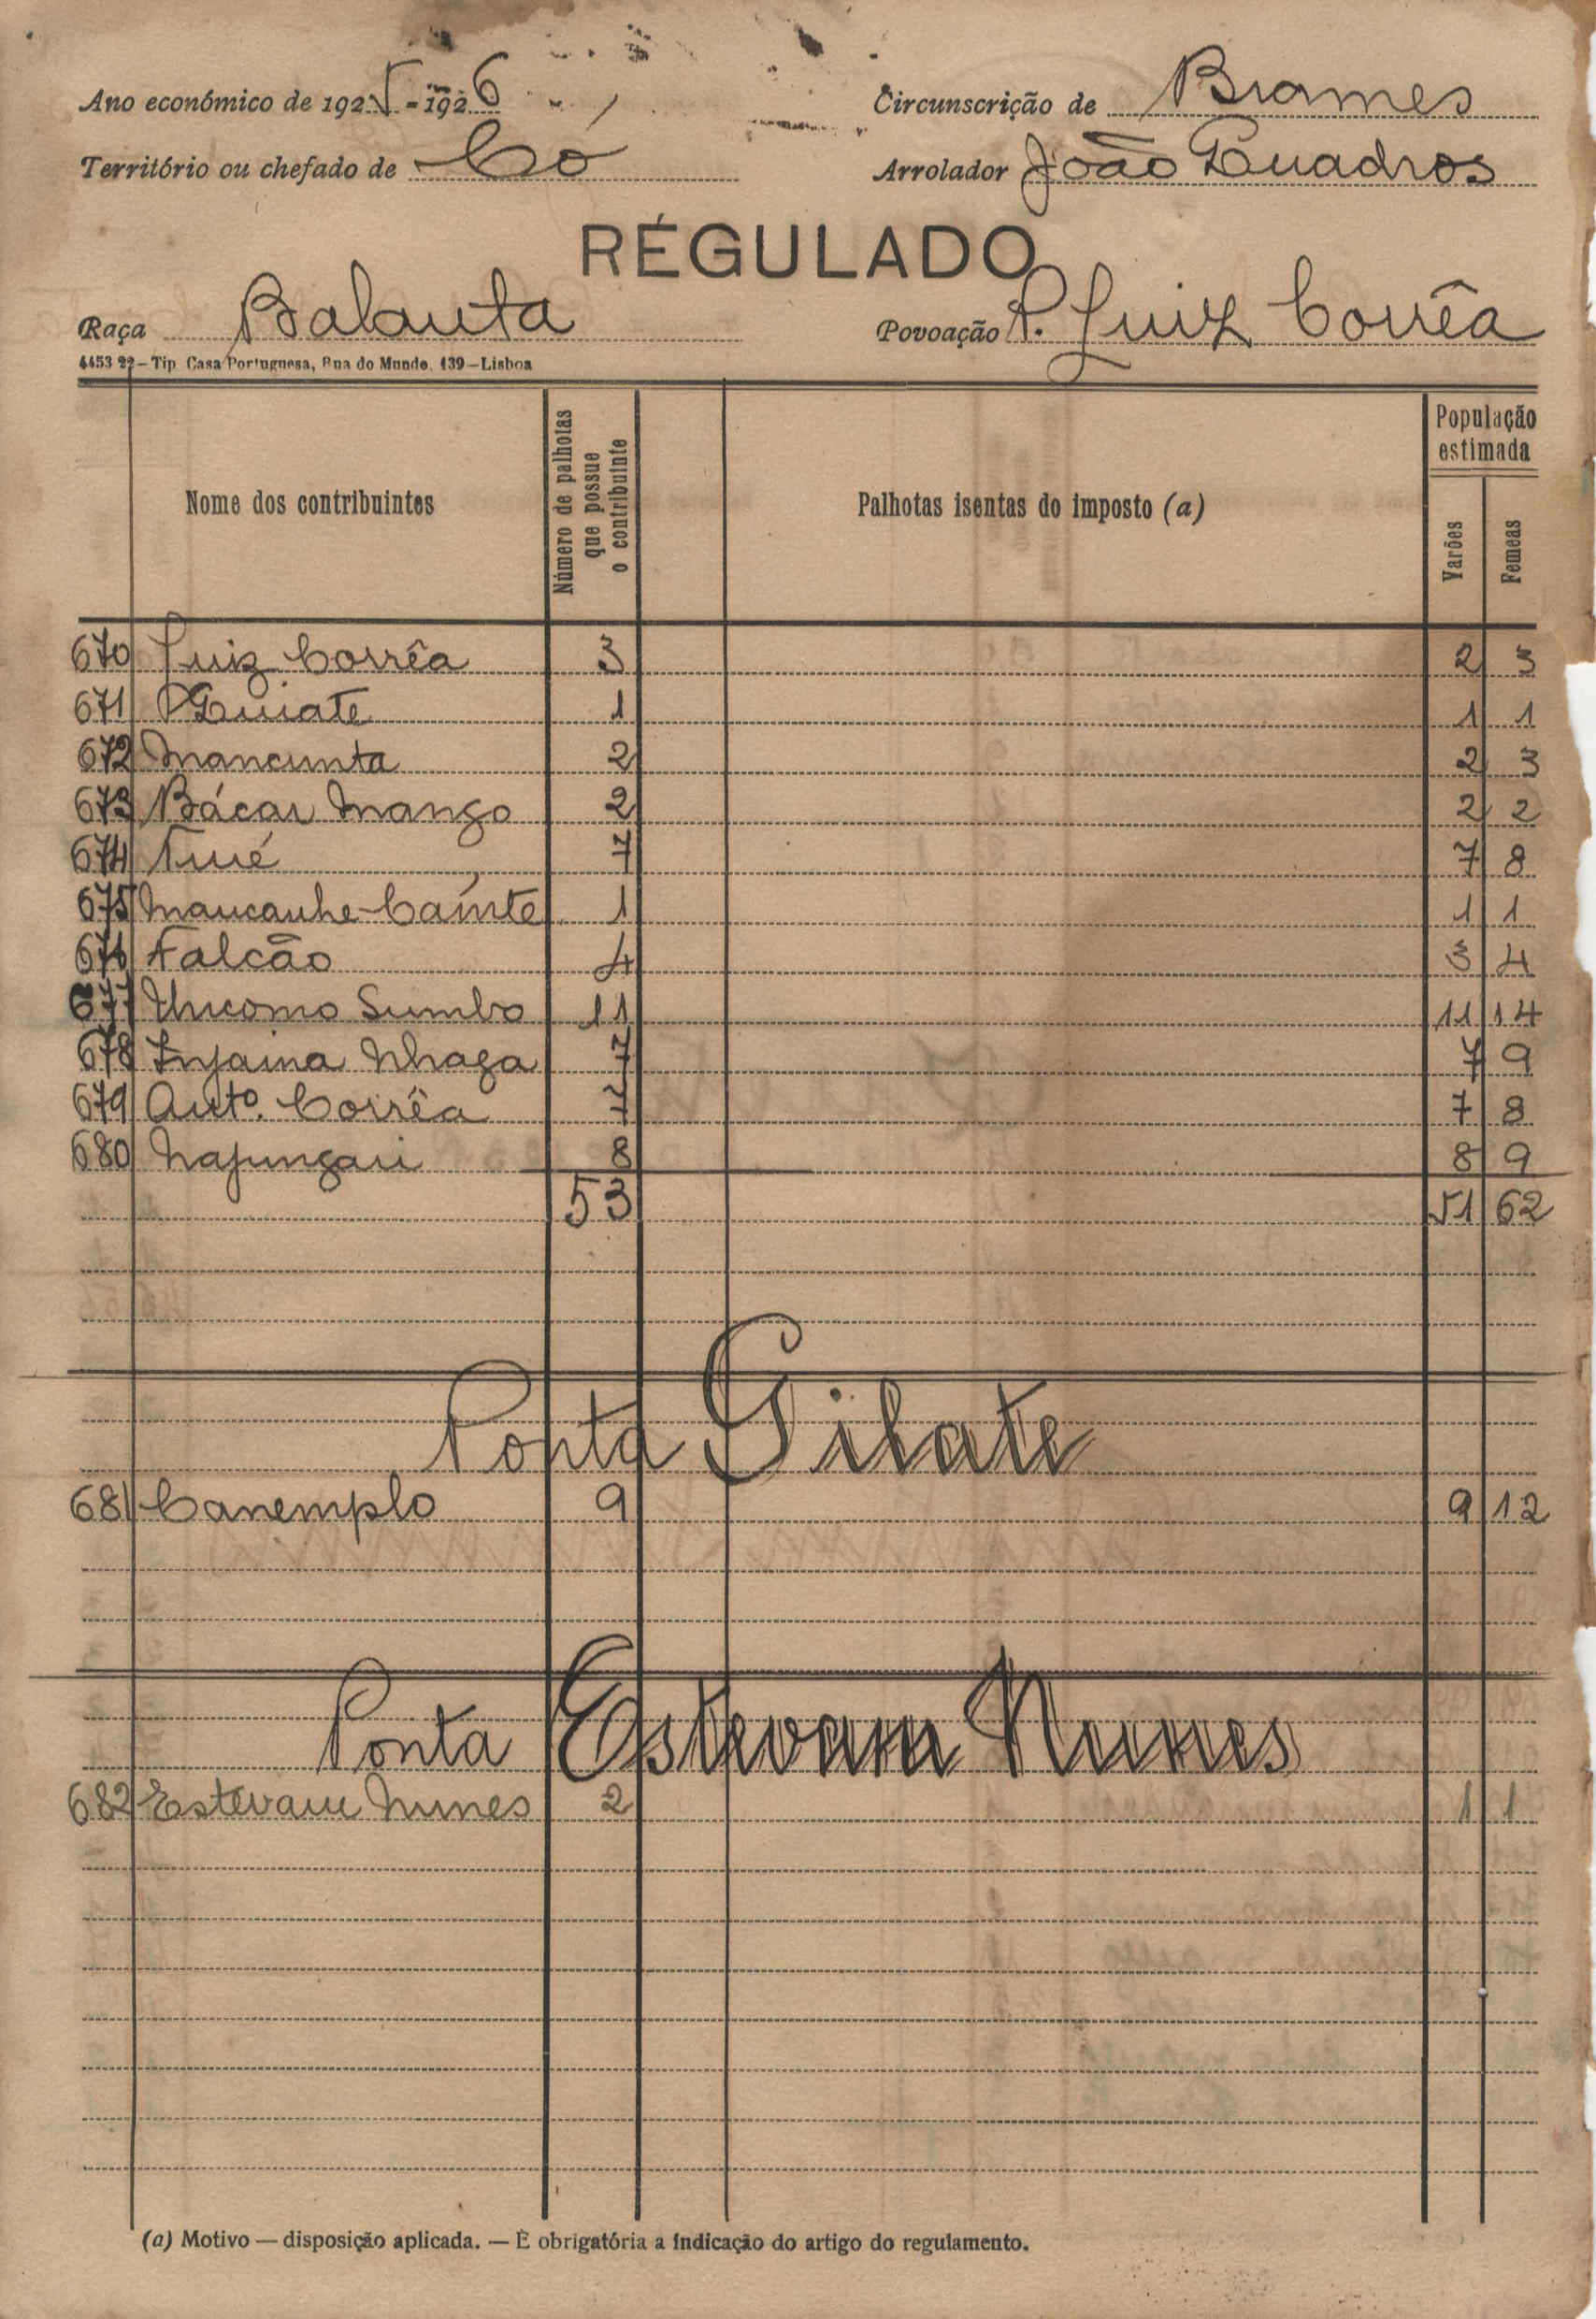 Ano económico de 1925-1926
Circunscrição de Brames
Território ou chefado de Có
Arrolador João Quadros
RÉGULADO
Raça Balanta
Povoação P. Luiz Corrêa
4453 22 — Tip. Casa Portuguesa, Rua do Mundo, 139 — Lisboa
Nome dos contribuintes
Número de palhotas que possue o contribuinte
Palhotas isentas do imposto (a)
População estimada
Varões
Femeas
670 Luiz Corrêa 3 2 3
671 Quiate 1 1 1
672 Mancunta 2 2 3
673 Bácar Mango 2 2 2
674 Tué 7 7 8
675 Maucauhe Caínte 1 1 1
676 Falcão 4 3 4
677 Unicomo Sumbo 11 11 14
678 Injaina Nhaga 7 7 9
679 Antº. Corrêa 7 7 8
680 Najungari 8 8 9
53 51 62
Ponta Gilate
681 Canemplo 9 9 12
Ponta Estevam Nunes
682 Estevam Nunes 2 1 1
(a) Motivo — disposição aplicada. — É obrigatória a indicação do artigo do regulamento.